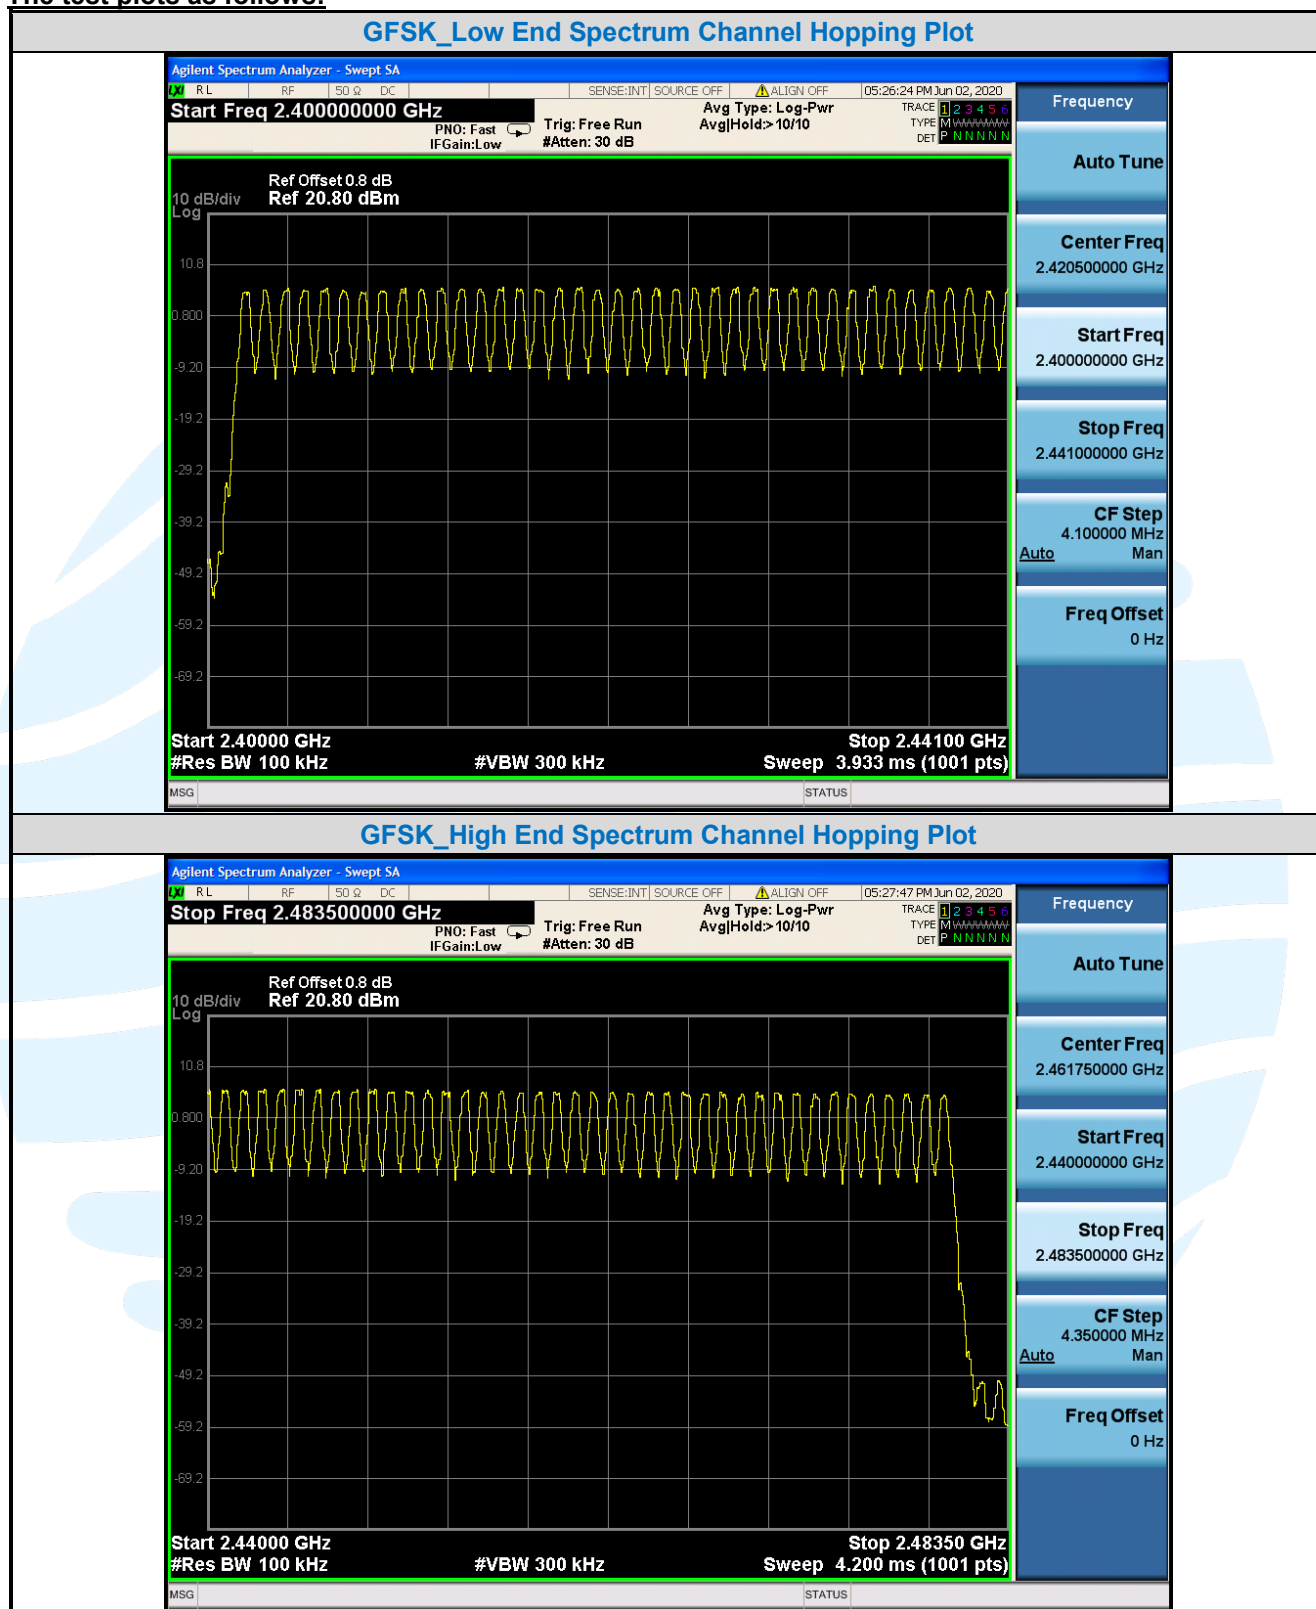 The test plots as follows:
GFSK_Low End Spectrum Channel Hopping Plot
Agilent Spectrum Analyzer - Swept SA
LXI RL RF 50 Ω DC SENSE:INT SOURCE OFF ALIGN OFF 05:26:24 PM Jun 02, 2020
Start Freq 2.400000000 GHz
PNO: Fast
IFGain:Low
Trig: Free Run
#Atten: 30 dB
Avg Type: Log-Pwr
Avg|Hold:> 10/10
TRACE 1 2 3 4 5 6
TYPE M
DET P N N N N N
Ref Offset 0.8 dB
10 dB/div Ref 20.80 dBm
Log
10.8
0.800
-9.20
-19.2
-29.2
-39.2
-49.2
-59.2
-69.2
Start 2.40000 GHz Stop 2.44100 GHz
#Res BW 100 kHz #VBW 300 kHz Sweep 3.933 ms (1001 pts)
MSG STATUS
Frequency
Auto Tune
Center Freq
2.420500000 GHz
Start Freq
2.400000000 GHz
Stop Freq
2.441000000 GHz
CF Step
4.100000 MHz
Auto Man
Freq Offset
0 Hz
GFSK_High End Spectrum Channel Hopping Plot
Agilent Spectrum Analyzer - Swept SA
LXI RL RF 50 Ω DC SENSE:INT SOURCE OFF ALIGN OFF 05:27:47 PM Jun 02, 2020
Stop Freq 2.483500000 GHz
PNO: Fast
IFGain:Low
Trig: Free Run
#Atten: 30 dB
Avg Type: Log-Pwr
Avg|Hold:> 10/10
TRACE 1 2 3 4 5 6
TYPE M
DET P N N N N N
Ref Offset 0.8 dB
10 dB/div Ref 20.80 dBm
Log
10.8
0.800
-9.20
-19.2
-29.2
-39.2
-49.2
-59.2
-69.2
Start 2.44000 GHz Stop 2.48350 GHz
#Res BW 100 kHz #VBW 300 kHz Sweep 4.200 ms (1001 pts)
MSG STATUS
Frequency
Auto Tune
Center Freq
2.461750000 GHz
Start Freq
2.440000000 GHz
Stop Freq
2.483500000 GHz
CF Step
4.350000 MHz
Auto Man
Freq Offset
0 Hz